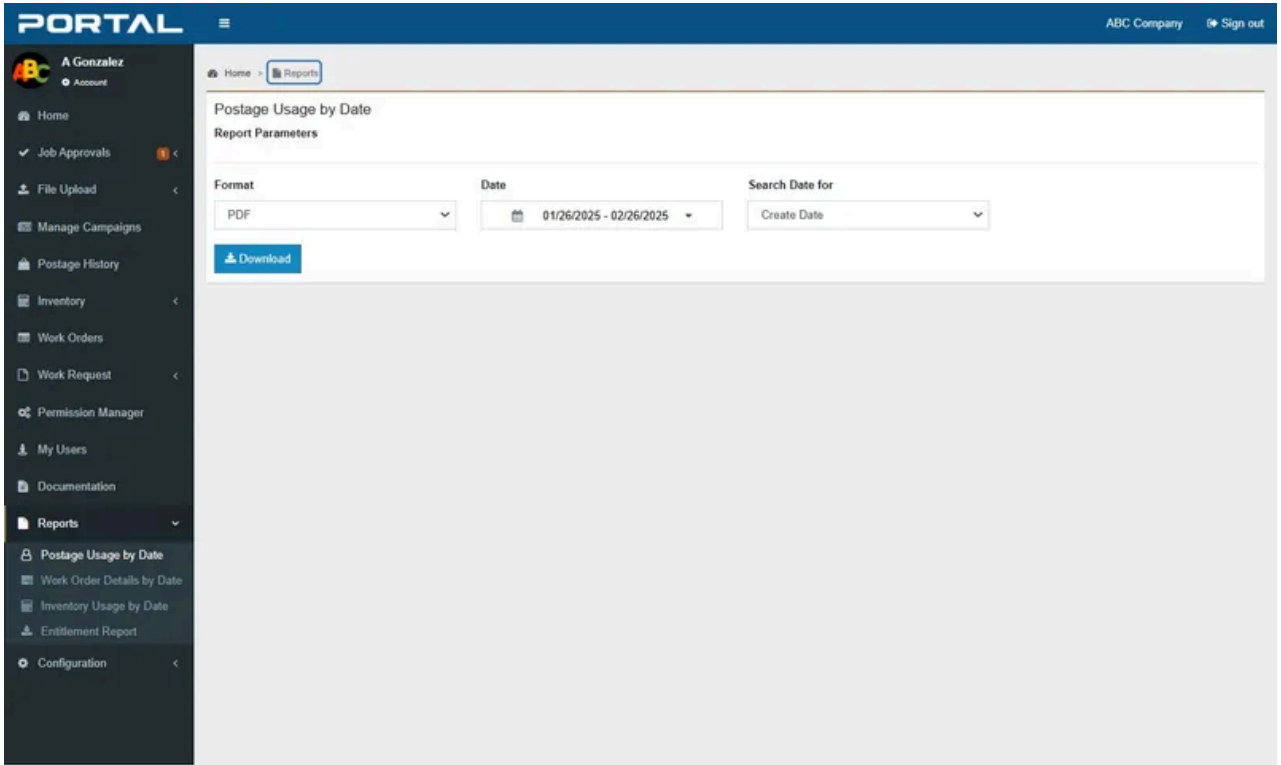 PORTAL
ABC Company
Sign out
ABC
A Gonzalez
Account
Home
Job Approvals 1
File Upload
Manage Campaigns
Postage History
Inventory
Work Orders
Work Request
Permission Manager
My Users
Documentation
Reports
Postage Usage by Date
Work Order Details by Date
Inventory Usage by Date
Entitlement Report
Configuration
Home > Reports
Postage Usage by Date
Report Parameters
Format Date Search Date for
PDF 01/26/2025 - 02/26/2025 Create Date
Download